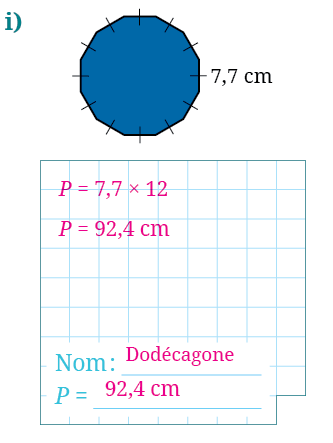 i)
7,7 cm
P = 7,7 × 12
P = 92,4 cm
Nom : Dodécagone
P = 92,4 cm